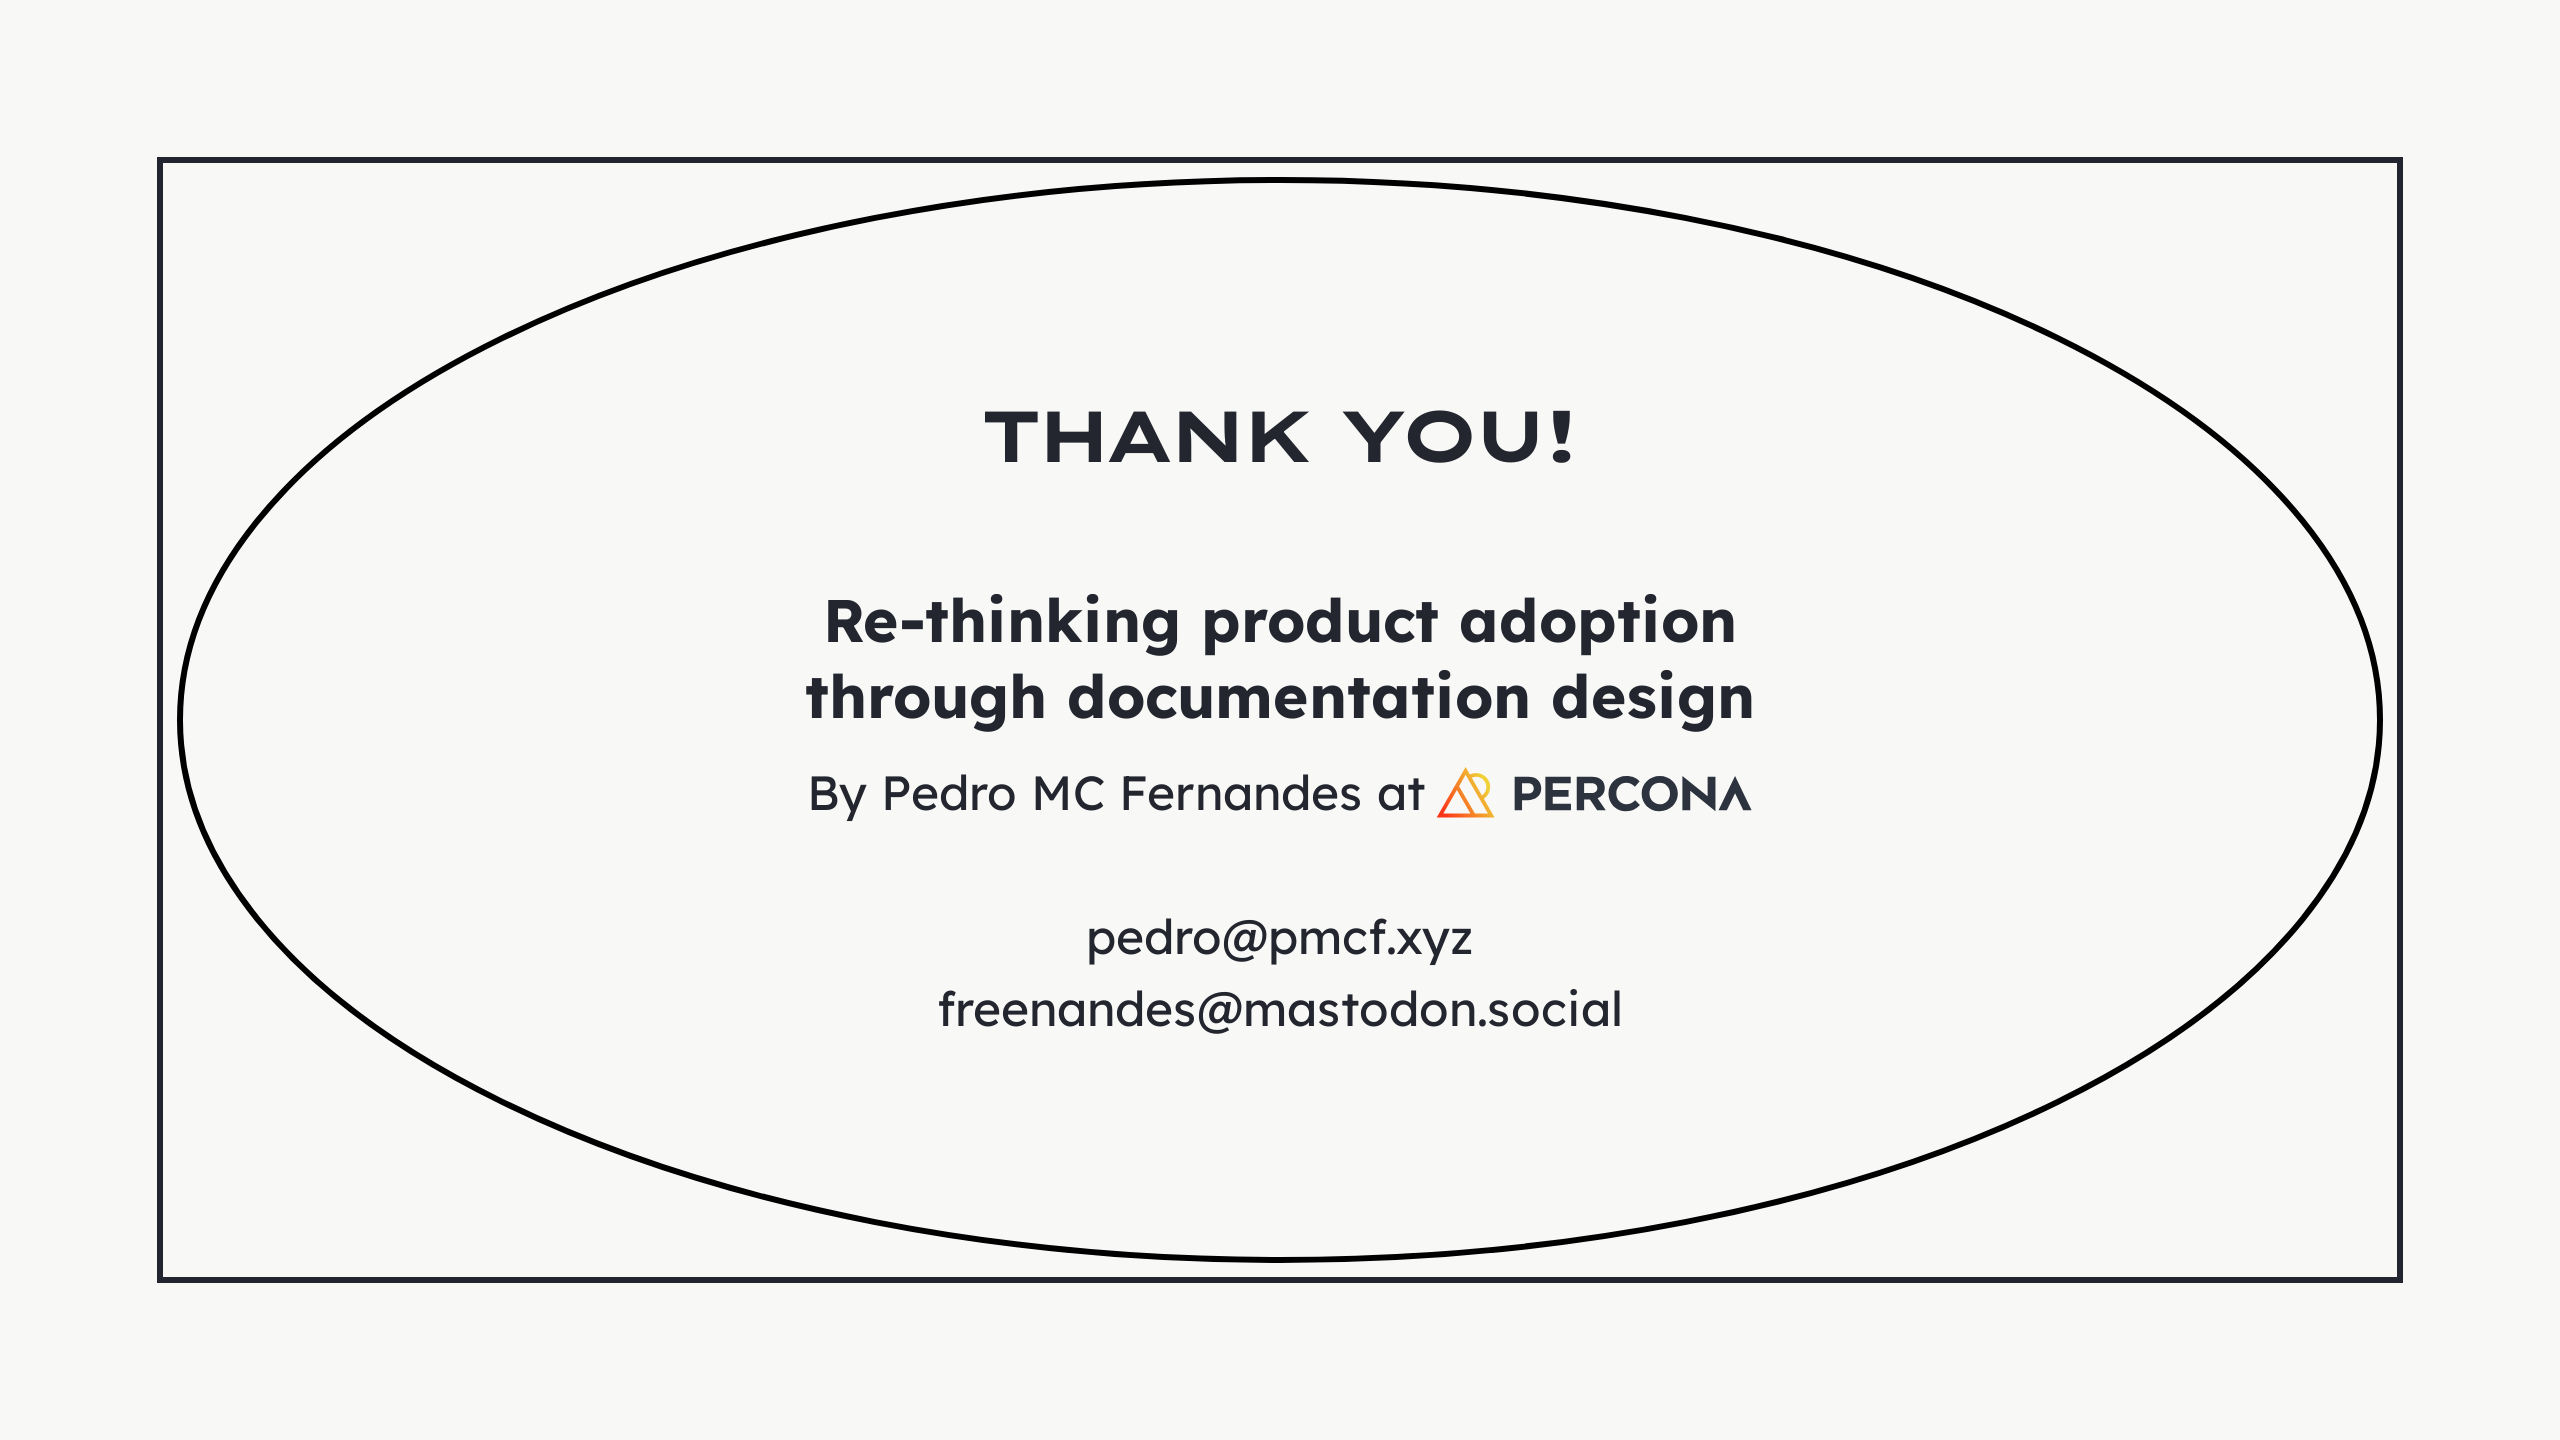 THANK YOU!
Re-thinking product adoption
through documentation design
By Pedro MC Fernandes at PERCONA
pedro@pmcf.xyz
freenandes@mastodon.social